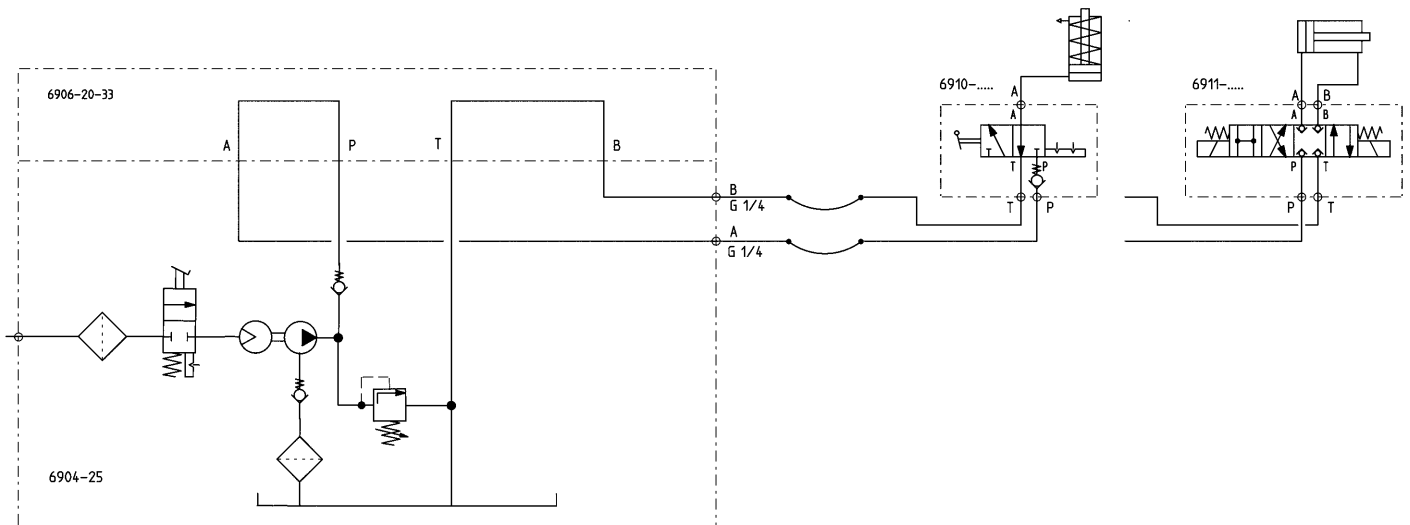 6906-20-33
A
P
T
B
B
G 1/4
A
G 1/4
6904-25
6910-.....
A
A
T
P
T
P
6911-.....
A
B
A
B
P
T
P
T